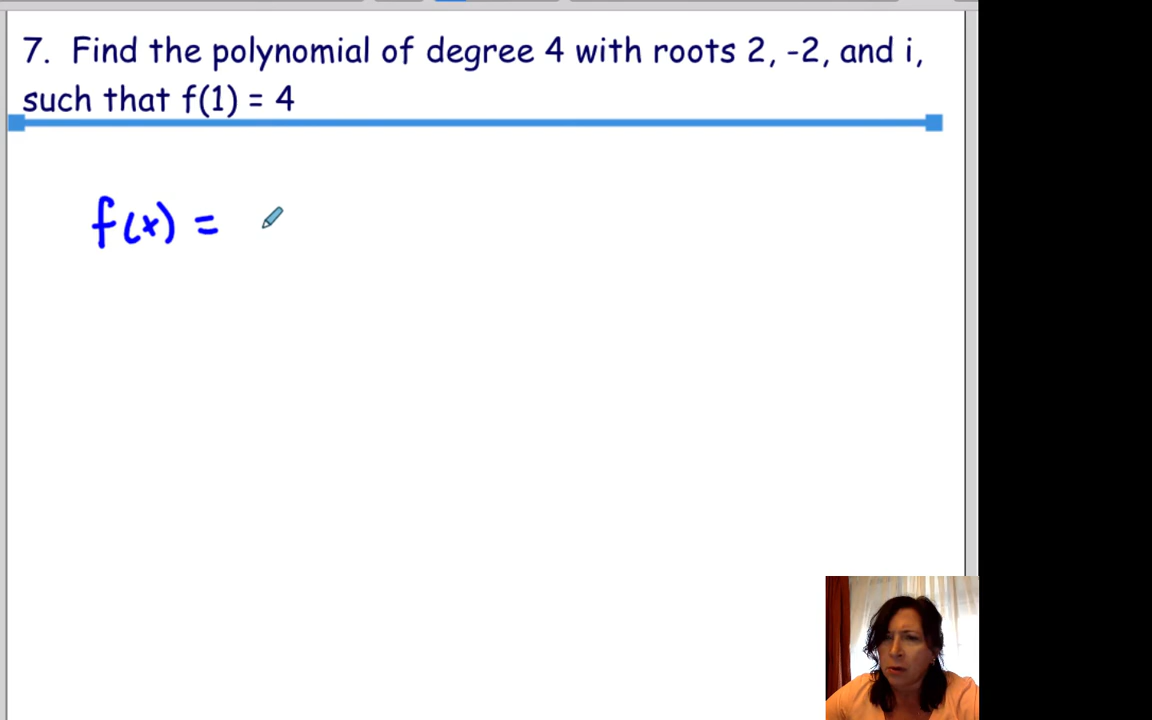 7. Find the polynomial of degree 4 with roots 2, -2, and i,
such that f(1) = 4
f(x) =